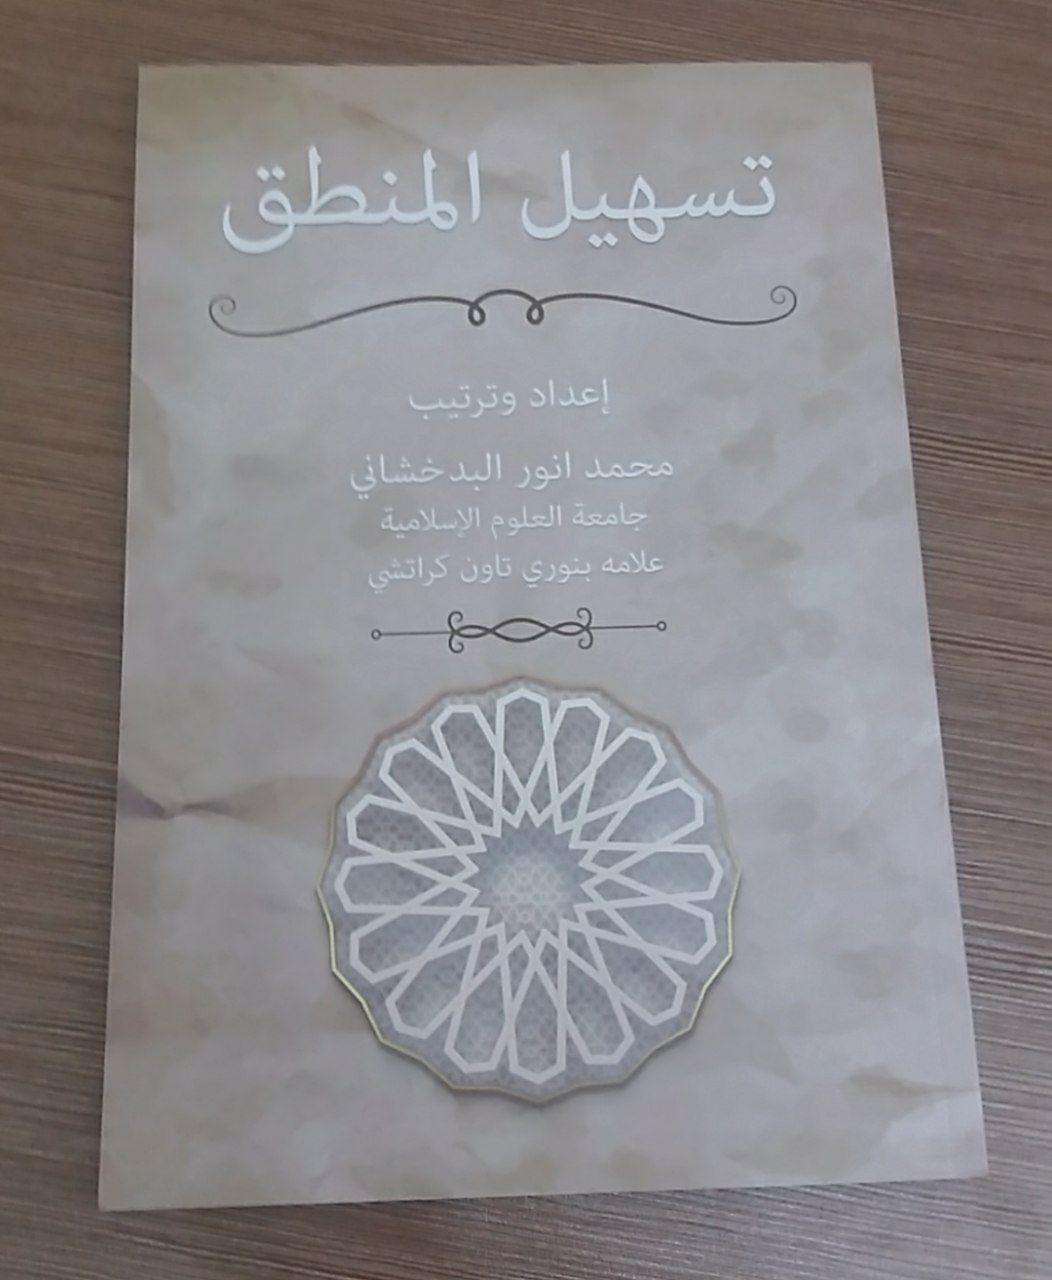 تسهيل المنطق
إعداد وترتيب
محمد انور البدخشاني
جامعة العلوم الإسلامية
علامه بنوري تاون كراتشي